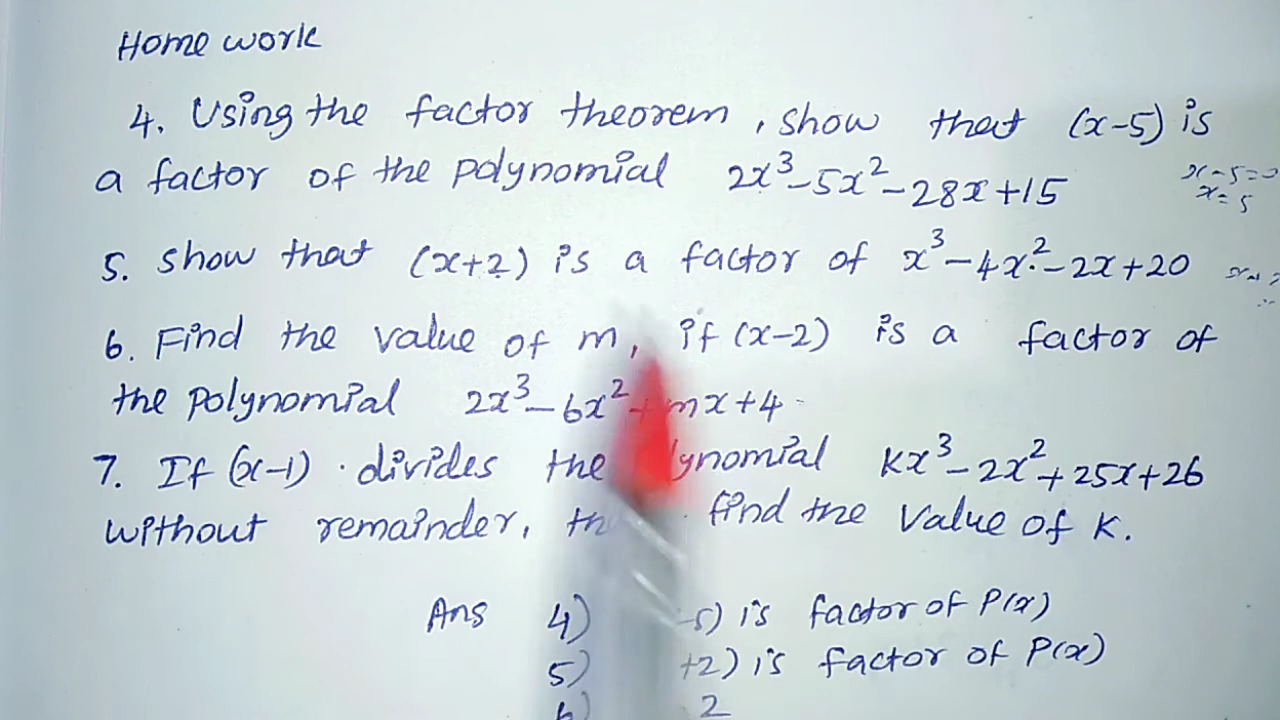 Home work
4. Using the factor theorem, show that (x-5) is
a factor of the polynomial 2x³-5x²-28x+15
x-5=0
x=5
5. show that (x+2) is a factor of x³-4x²-2x+20
6. Find the value of m, if (x-2) is a factor of
the polynomial 2x³-6x²+mx+4
7. If (x-1) divides the lynomial Kx³-2x²+25x+26
without remainder, th find the value of K.
Ans 4) -5) is factor of P(x)
5) +2) is factor of P(x)
6) 2